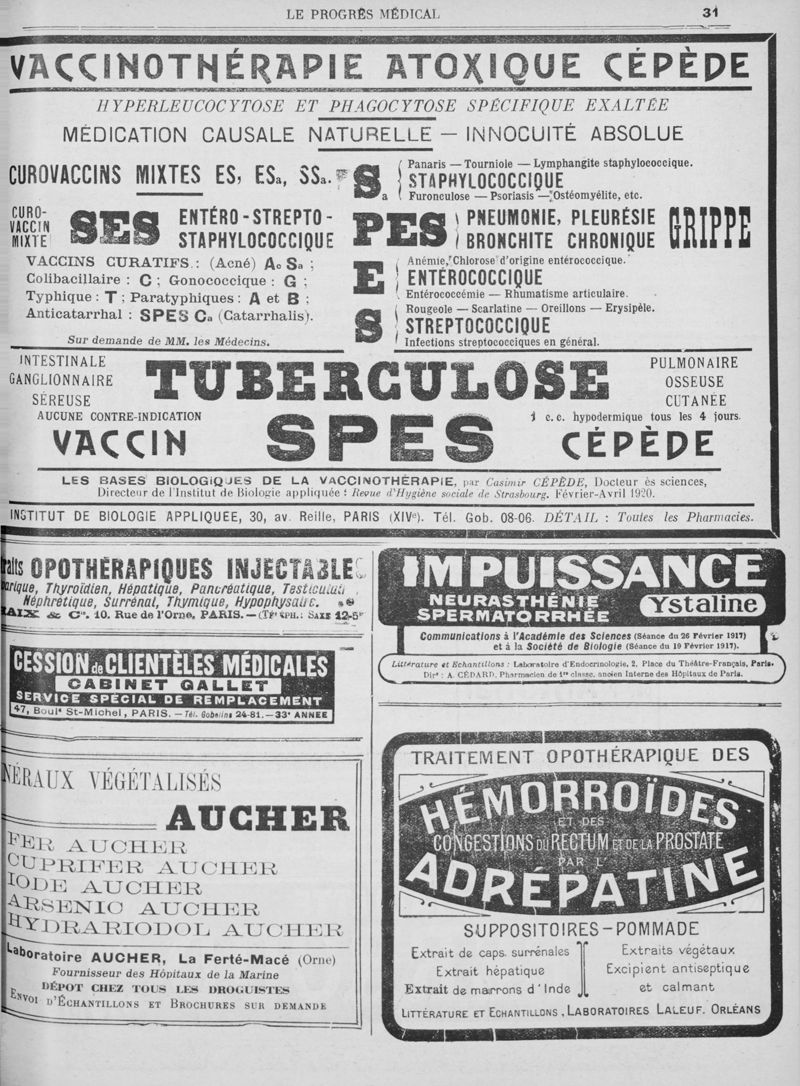 LE PROGRÈS MÉDICAL
31
VACCINOTHÉRAPIE ATOXIQUE CÉPÈDE
HYPERLEUCOCYTOSE ET PHAGOCYTOSE SPÉCIFIQUE EXALTÉE
MÉDICATION CAUSALE NATURELLE — INNOCUITÉ ABSOLUE
CUROVACCINS MIXTES ES, ESa, SSa.
CURO-
VACCIN
MIXTE
SES
ENTÉRO-STREPTO-
STAPHYLOCOCCIQUE
VACCINS CURATIFS : (Acné) Ac Sa ;
Colibacillaire : C ; Gonococcique : G ;
Typhique : T ; Paratyphiques : A et B ;
Anticatarrhal : SPES Ca (Catarrhalis).
Sur demande de MM. les Médecins.
Sa
Panaris — Tourniole — Lymphangite staphylococcique.
STAPHYLOCOCCIQUE
Furonculose — Psoriasis — Ostéomyélite, etc.
PES
PNEUMONIE, PLEURÉSIE
BRONCHITE CHRONIQUE
GRIPPE
E
Anémie, Chlorose d'origine entérococcique.
ENTÉROCOCCIQUE
Entérococcémie — Rhumatisme articulaire.
S
Rougeole — Scarlatine — Oreillons — Erysipèle.
STREPTOCOCCIQUE
Infections streptococciques en général.
INTESTINALE
GANGLIONNAIRE
SÉREUSE
TUBERCULOSE
PULMONAIRE
OSSEUSE
CUTANÉE
AUCUNE CONTRE-INDICATION
1 c. c. hypodermique tous les 4 jours.
VACCIN SPES CÉPÈDE
LES BASES BIOLOGIQUES DE LA VACCINOTHÉRAPIE, par Casimir CÉPÈDE, Docteur ès sciences,
Directeur de l'Institut de Biologie appliquée : Revue d'Hygiène sociale de Strasbourg. Février-Avril 1920.
INSTITUT DE BIOLOGIE APPLIQUEE, 30, av. Reille, PARIS (XIVe). Tél. Gob. 08-06. DÉTAIL : Toutes les Pharmacies.
raits OPOTHÉRAPIQUES INJECTABLES
arique, Thyroïdien, Hépatique, Pancréatique, Testicular
Néphrétique, Surrénal, Thymique, Hypophysaire.
AIX & Cie, 10, Rue de l'Orne, PARIS. — (TÉLÉPH.: SAXE 12-5
CESSION de CLIENTÈLES MÉDICALES
CABINET GALLET
SERVICE SPÉCIAL DE REMPLACEMENT
47, Bould St-Michel, PARIS. — Tél. Gobelins 24-81. — 33e ANNÉE
NÉRAUX VÉGÉTALISÉS
AUCHER
FER AUCHER
CUPRIFER AUCHER
IODE AUCHER
ARSENIC AUCHER
HYDRARIODOL AUCHER
Laboratoire AUCHER, La Ferté-Macé (Orne)
Fournisseur des Hôpitaux de la Marine
DÉPOT CHEZ TOUS LES DROGUISTES
ENVOI D'ÉCHANTILLONS ET BROCHURES SUR DEMANDE
IMPUISSANCE
NEURASTHÉNIE
SPERMATORRHÉE
Ystaline
Communications à l'Académie des Sciences (Séance du 26 Février 1917)
et à la Société de Biologie (Séance du 19 Février 1917).
Littérature et Echantillons : Laboratoire d'Endocrinologie, 2, Place du Théâtre-Français, Paris.
Dir : A. CÉDARD, Pharmacien de 1re classe, ancien Interne des Hôpitaux de Paris.
TRAITEMENT OPOTHÉRAPIQUE DES
HÉMORROÏDES
ET DES
CONGESTIONS DU RECTUM ET DE LA PROSTATE
PAR L'
ADRÉPATINE
SUPPOSITOIRES-POMMADE
Extrait de caps. surrénales
Extrait hépatique
Extrait de marrons d'Inde
Extraits végétaux
Excipient antiseptique
et calmant
LITTÉRATURE ET ECHANTILLONS, LABORATOIRES LALEUF. ORLÉANS